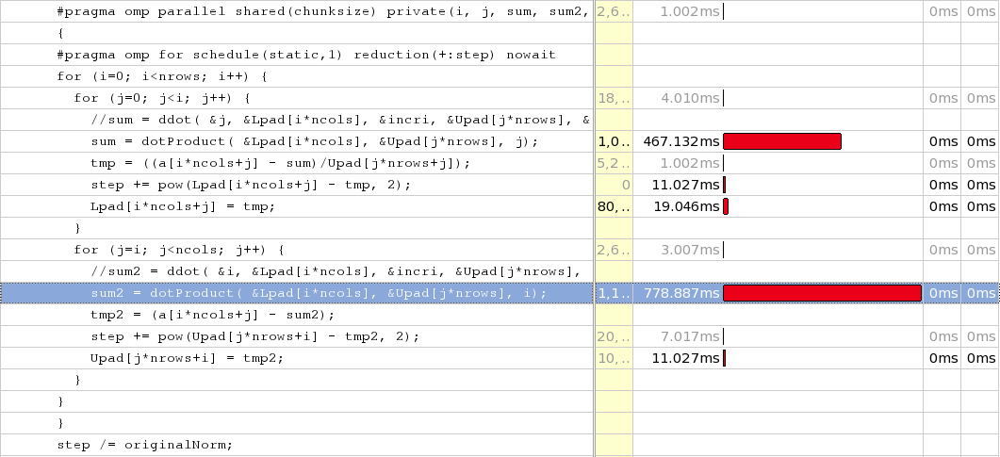 #pragma omp parallel shared(chunksize) private(i, j, sum, sum2, 2,6.. 1.002ms 0ms 0ms
{
#pragma omp for schedule(static,1) reduction(+:step) nowait
for (i=0; i<nrows; i++) {
for (j=0; j<i; j++) { 18,.. 4.010ms 0ms 0ms
//sum = ddot( &j, &Lpad[i*ncols], &incri, &Upad[j*nrows], &
sum = dotProduct( &Lpad[i*ncols], &Upad[j*nrows], j); 1,0.. 467.132ms 0ms 0ms
tmp = ((a[i*ncols+j] - sum)/Upad[j*nrows+j]); 5,2.. 1.002ms 0ms 0ms
step += pow(Lpad[i*ncols+j] - tmp, 2); 0 11.027ms 0ms 0ms
Lpad[i*ncols+j] = tmp; 80,.. 19.046ms 0ms 0ms
}
for (j=i; j<ncols; j++) { 2,6.. 3.007ms 0ms 0ms
//sum2 = ddot( &i, &Lpad[i*ncols], &incri, &Upad[j*nrows],
sum2 = dotProduct( &Lpad[i*ncols], &Upad[j*nrows], i); 1,1.. 778.887ms 0ms 0ms
tmp2 = (a[i*ncols+j] - sum2);
step += pow(Upad[j*nrows+i] - tmp2, 2); 20,.. 7.017ms 0ms 0ms
Upad[j*nrows+i] = tmp2; 10,.. 11.027ms 0ms 0ms
}
}
}
step /= originalNorm;